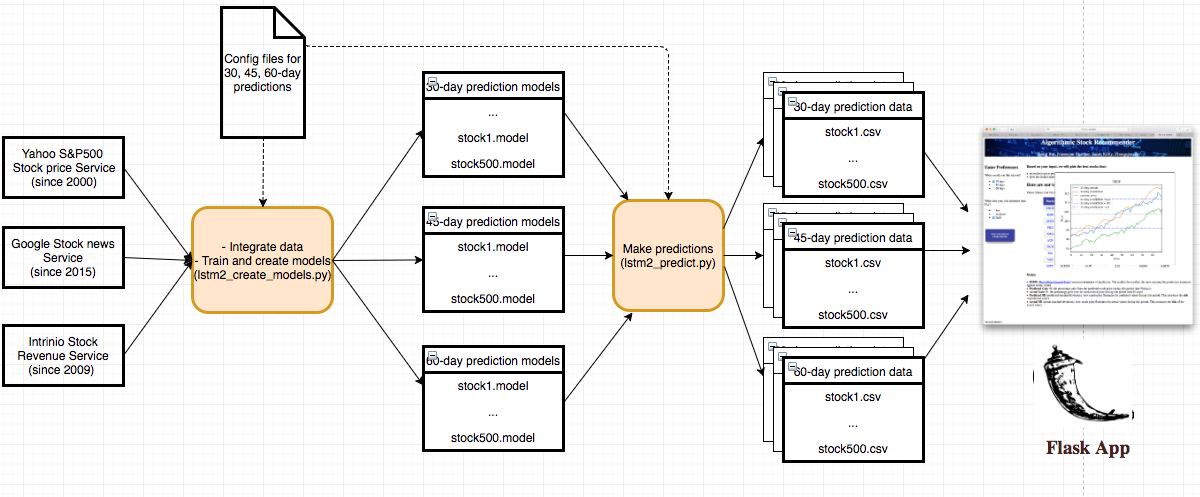 Config files for
30, 45, 60-day
predictions
Yahoo S&P500
Stock price Service
(since 2000)
Google Stock news
Service
(since 2015)
Intrinio Stock
Revenue Service
(since 2009)
- Integrate data
- Train and create models
(lstm2_create_models.py)
30-day prediction models
...
stock1.model
stock500.model
45-day prediction models
stock1.model
...
stock500.model
60-day prediction models
stock1.model
...
stock500.model
Make predictions
(lstm2_predict.py)
30-day prediction data
stock1.csv
...
stock500.csv
45-day prediction data
stock1.csv
...
stock500.csv
60-day prediction data
stock1.csv
...
stock500.csv
Algorithmic Stock Recommender
Enter Preferences
Flask App